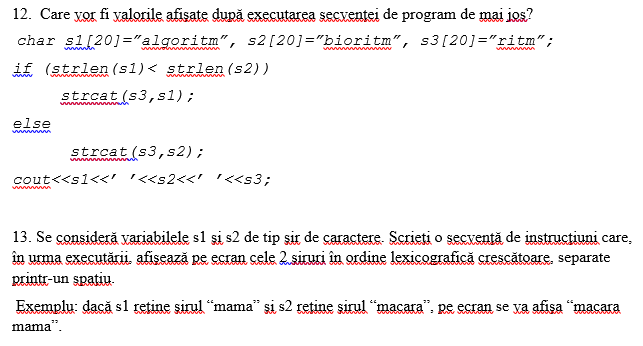 12. Care vor fi valorile afișate după executarea secvenței de program de mai jos?
char s1[20]=”algoritm”, s2[20]=”bioritm”, s3[20]=”ritm”;
if (strlen(s1)< strlen(s2))
strcat(s3,s1);
else
strcat(s3,s2);
cout<<s1<<’ ’<<s2<<’ ’<<s3;
13. Se consideră variabilele s1 și s2 de tip șir de caractere. Scrieți o secvență de instrucțiuni care,
în urma executării, afișează pe ecran cele 2 șiruri în ordine lexicografică crescătoare, separate
printr-un spațiu.
Exemplu: dacă s1 reține șirul “mama” și s2 reține șirul “macara”, pe ecran se va afișa “macara
mama”.